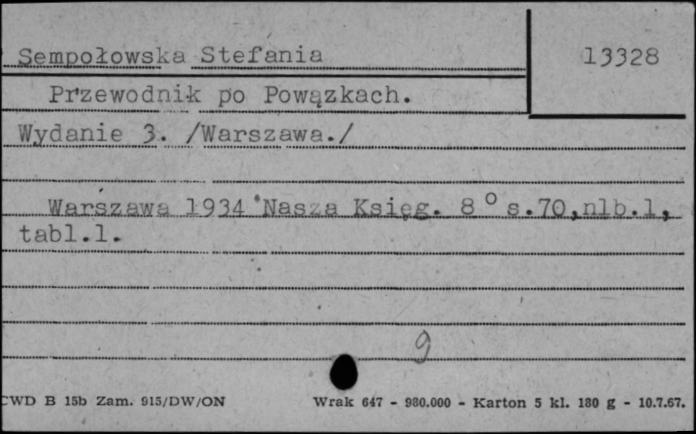 Sempołowska Stefania
13328
Przewodnik po Powązkach.
Wydanie 3. /Warszawa./
Warszawa 1934 Nasza Księg. 8° s.70,nlb.1,
tabl.1.
9
CWD B 15b Zam. 915/DW/ON
Wrak 647 - 980.000 - Karton 5 kl. 180 g - 10.7.67.